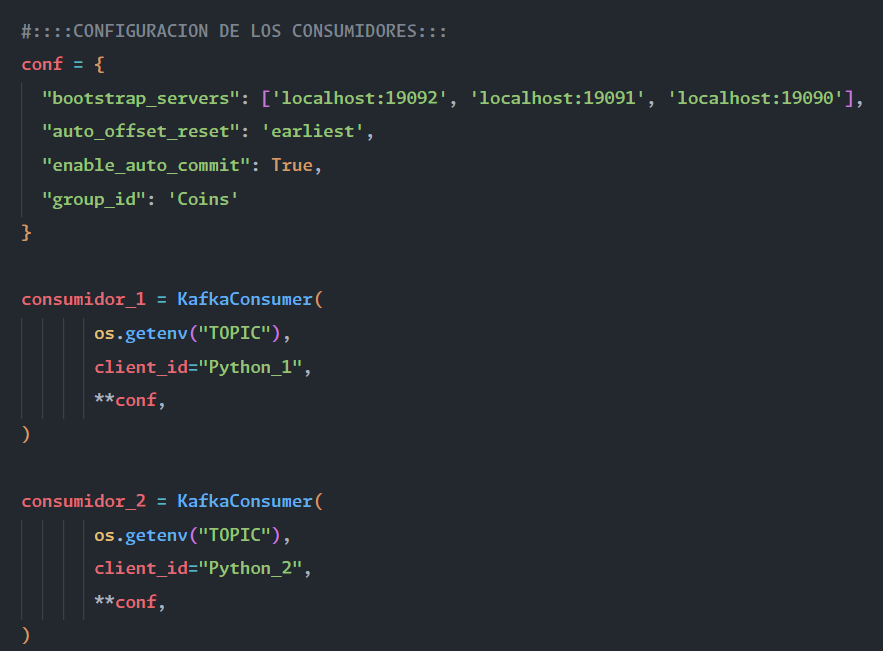 #::::CONFIGURACION DE LOS CONSUMIDORES:::
conf = {
  "bootstrap_servers": ['localhost:19092', 'localhost:19091', 'localhost:19090'],
  "auto_offset_reset": 'earliest',
  "enable_auto_commit": True,
  "group_id": 'Coins'
}
consumidor_1 = KafkaConsumer(
       os.getenv("TOPIC"),
       client_id="Python_1",
       **conf,
)
consumidor_2 = KafkaConsumer(
       os.getenv("TOPIC"),
       client_id="Python_2",
       **conf,
)